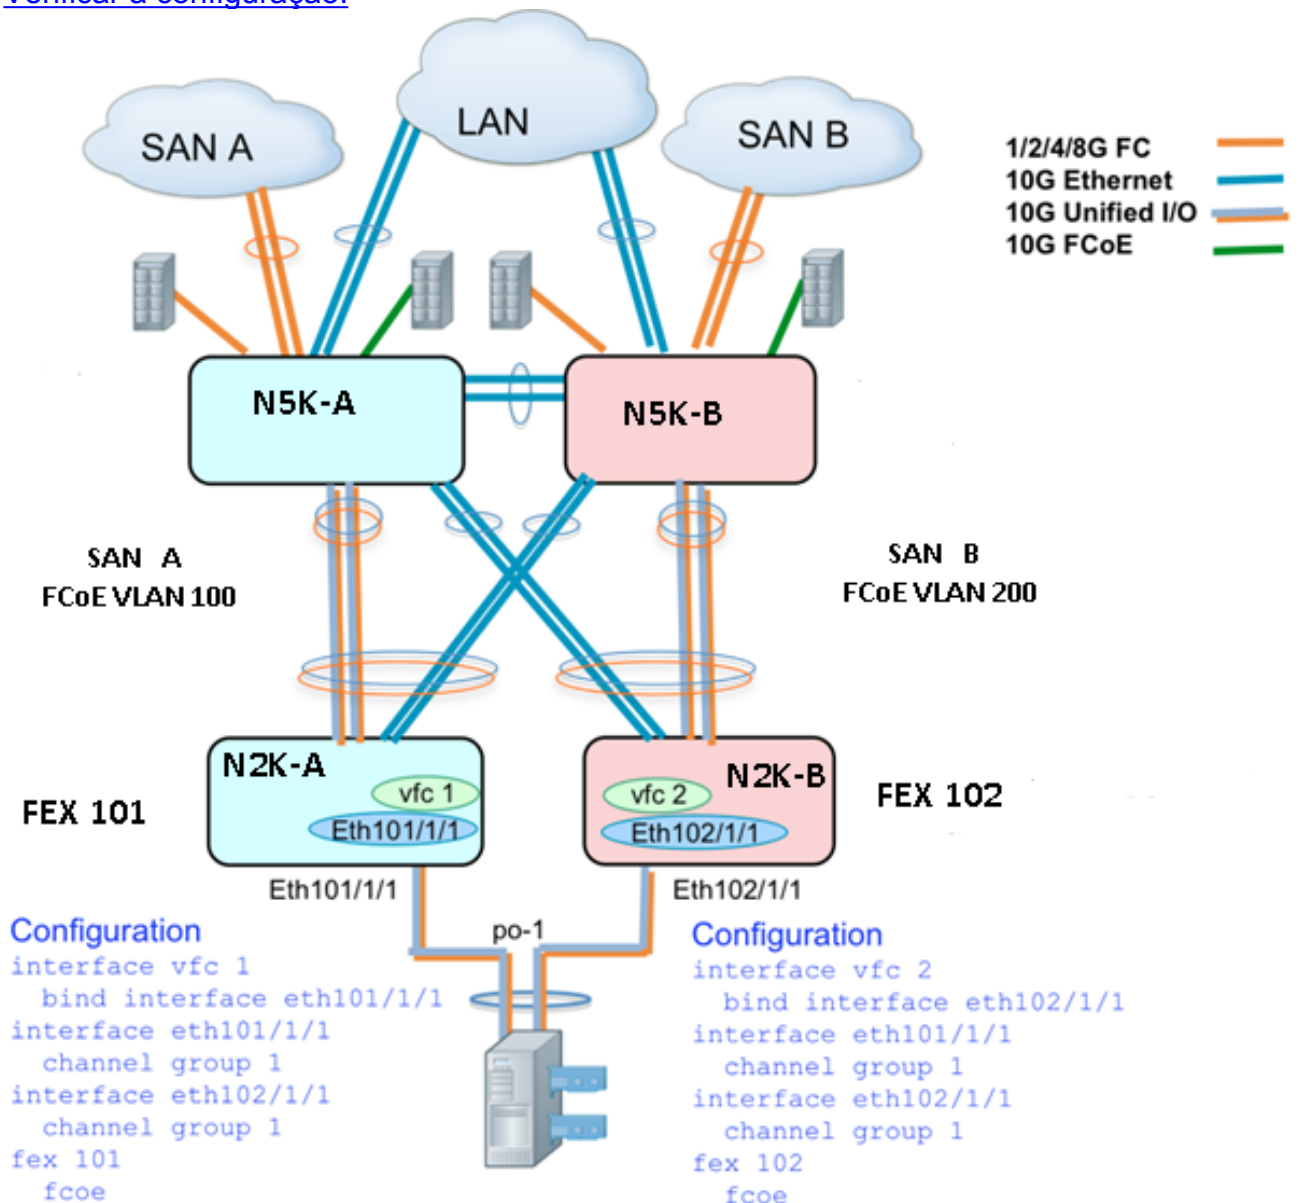 Verificar a configuração:
LAN
SAN A
SAN B
1/2/4/8G FC
10G Ethernet
10G Unified I/O
10G FCoE
N5K-A
N5K-B
SAN A
FCoE VLAN 100
SAN B
FCoE VLAN 200
N2K-A
vfc 1
Eth101/1/1
N2K-B
vfc 2
Eth102/1/1
FEX 101
FEX 102
Eth101/1/1
Eth102/1/1
po-1
Configuration
interface vfc 1
bind interface eth101/1/1
interface eth101/1/1
channel group 1
interface eth102/1/1
channel group 1
fex 101
fcoe
Configuration
interface vfc 2
bind interface eth102/1/1
interface eth101/1/1
channel group 1
interface eth102/1/1
channel group 1
fex 102
fcoe